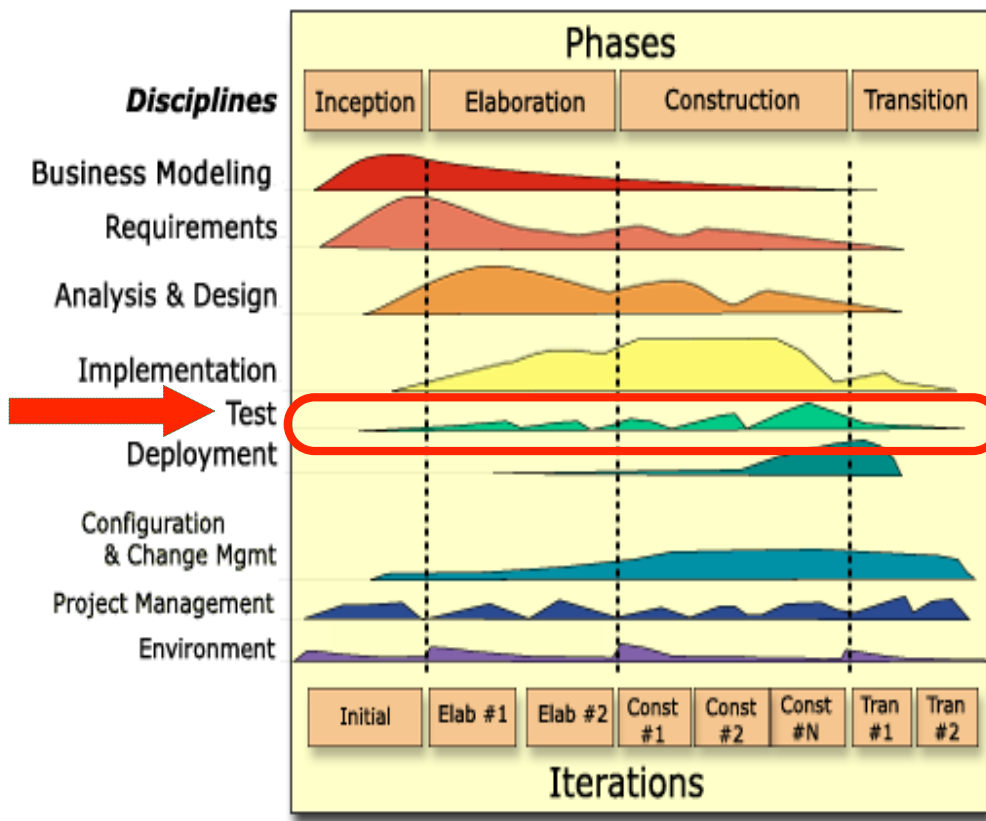 Phases
Disciplines
Inception
Elaboration
Construction
Transition
Business Modeling
Requirements
Analysis & Design
Implementation
Test
Deployment
Configuration
& Change Mgmt
Project Management
Environment
Initial
Elab #1
Elab #2
Const
#1
Const
#2
Const
#N
Tran
#1
Tran
#2
Iterations